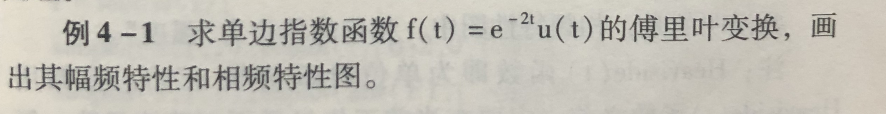 例 4 -1 求单边指数函数 f(t) = e⁻²ᵗu(t)的傅里叶变换，画
出其幅频特性和相频特性图。